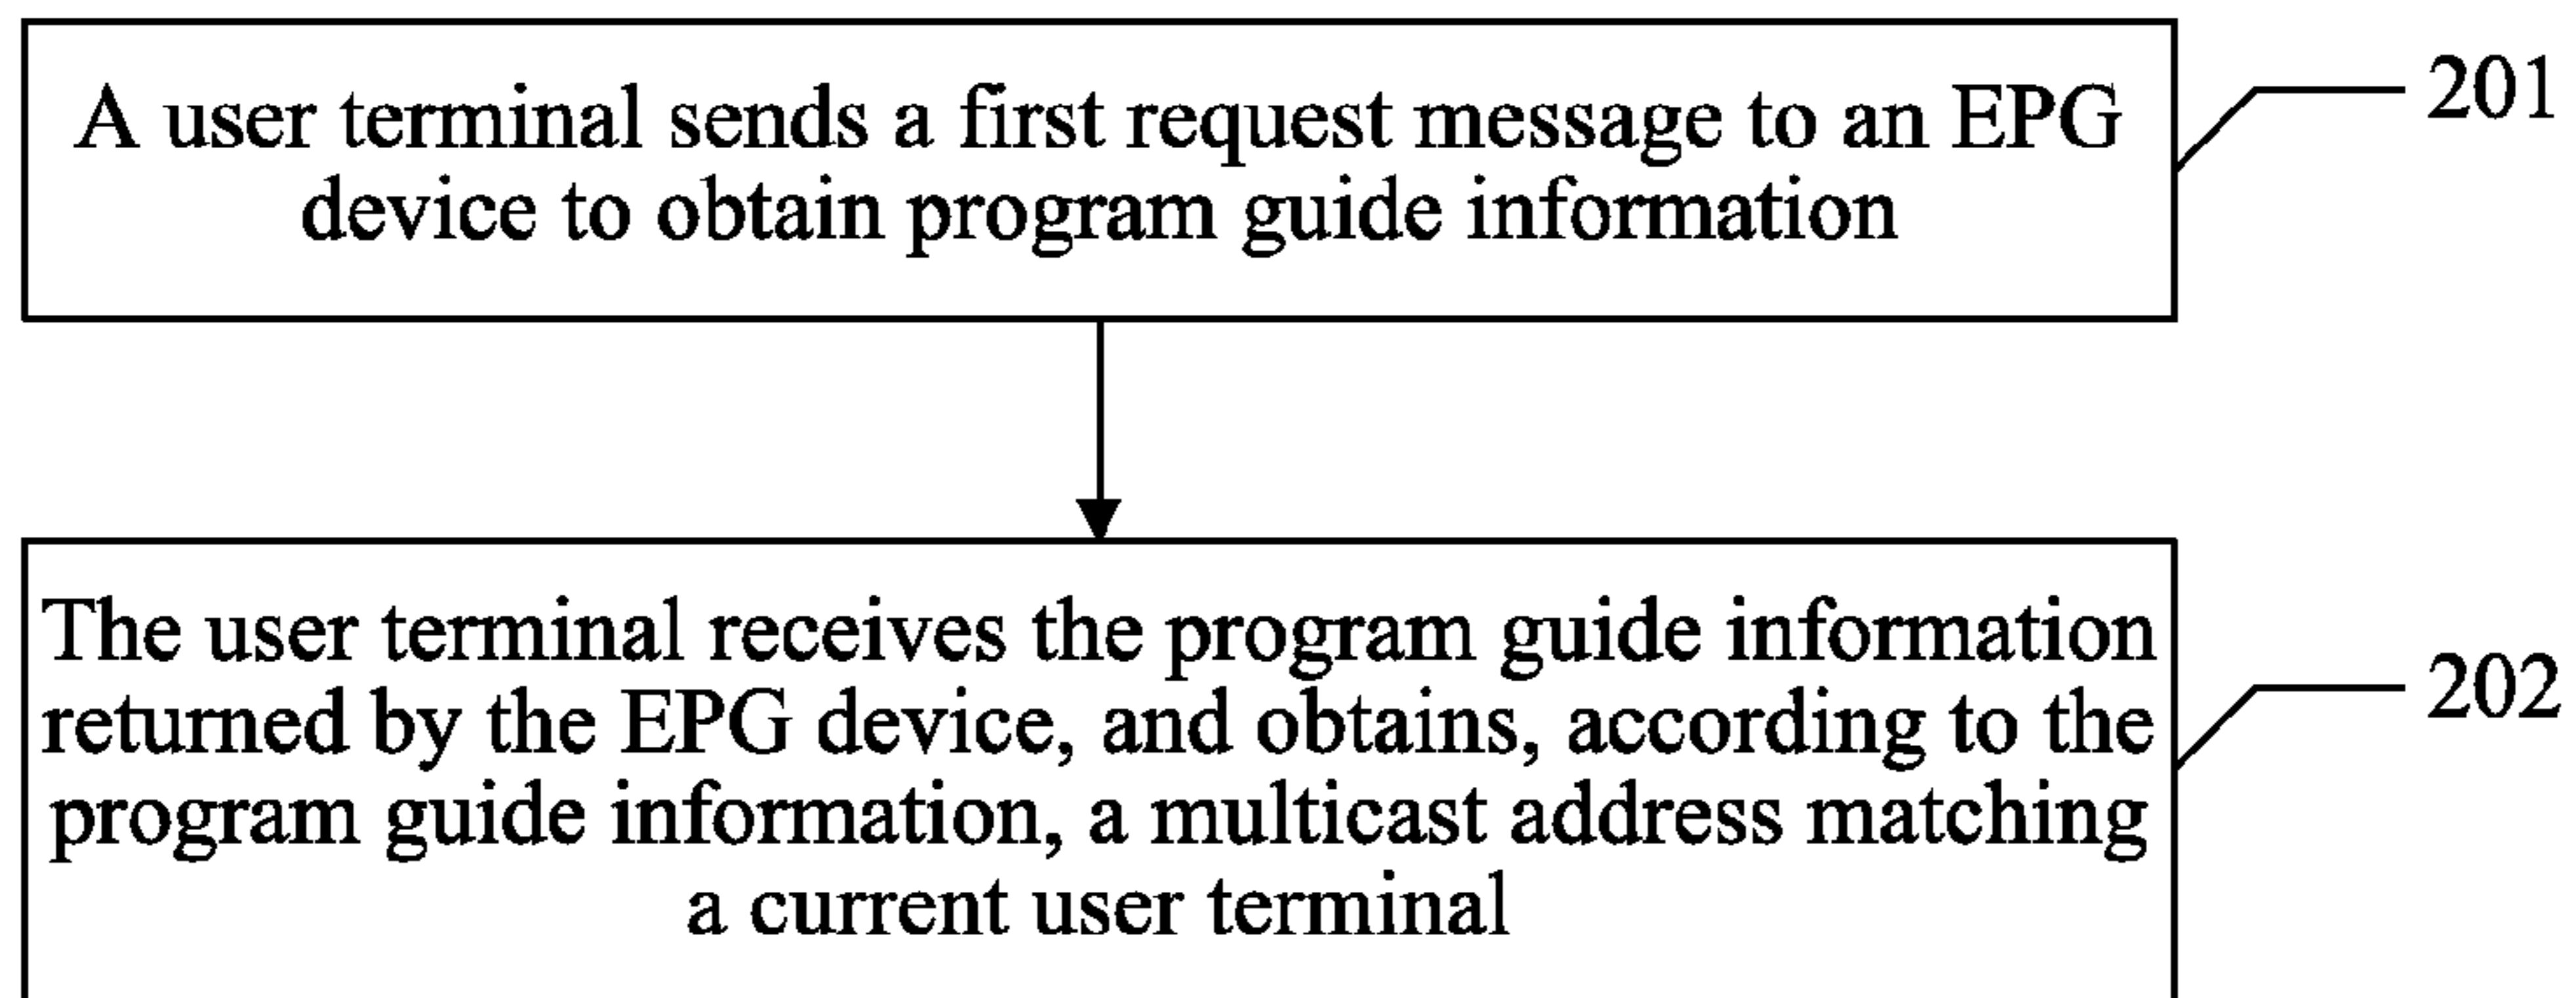 A user terminal sends a first request message to an EPG
device to obtain program guide information
201
The user terminal receives the program guide information
returned by the EPG device, and obtains, according to the
program guide information, a multicast address matching
a current user terminal
202